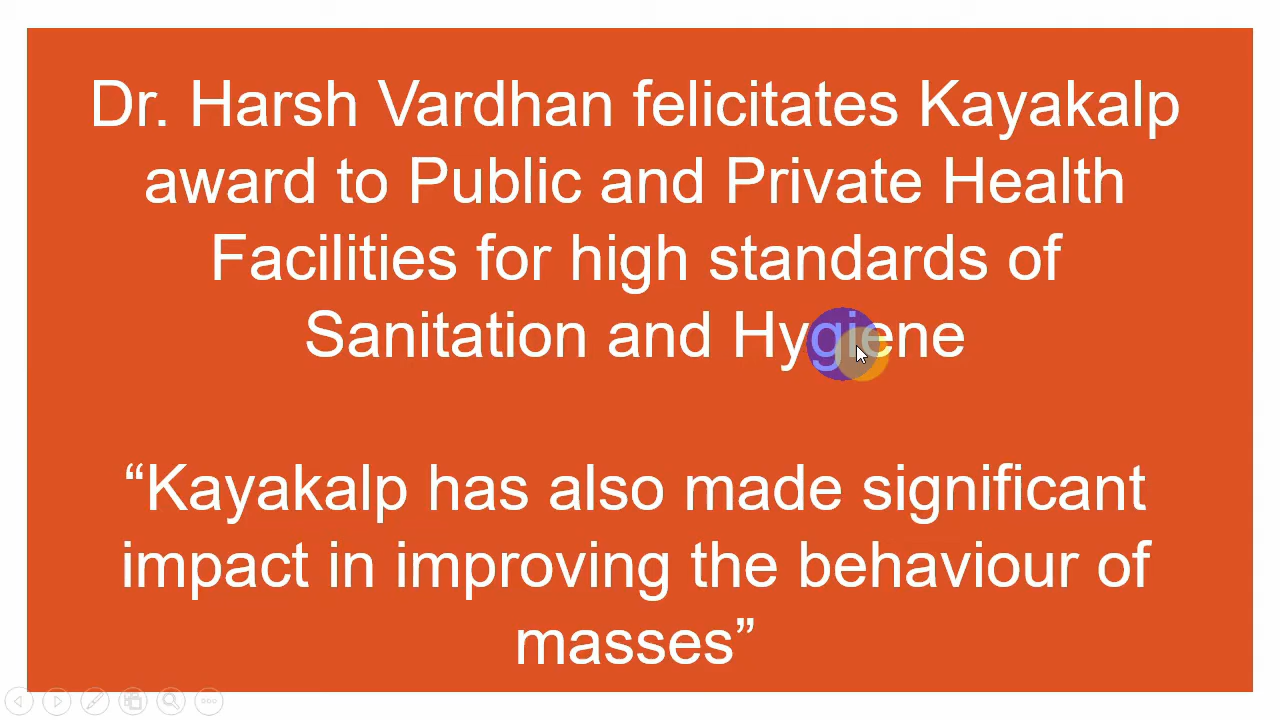 Dr. Harsh Vardhan felicitates Kayakalp
award to Public and Private Health
Facilities for high standards of
Sanitation and Hygiene
“Kayakalp has also made significant
impact in improving the behaviour of
masses”